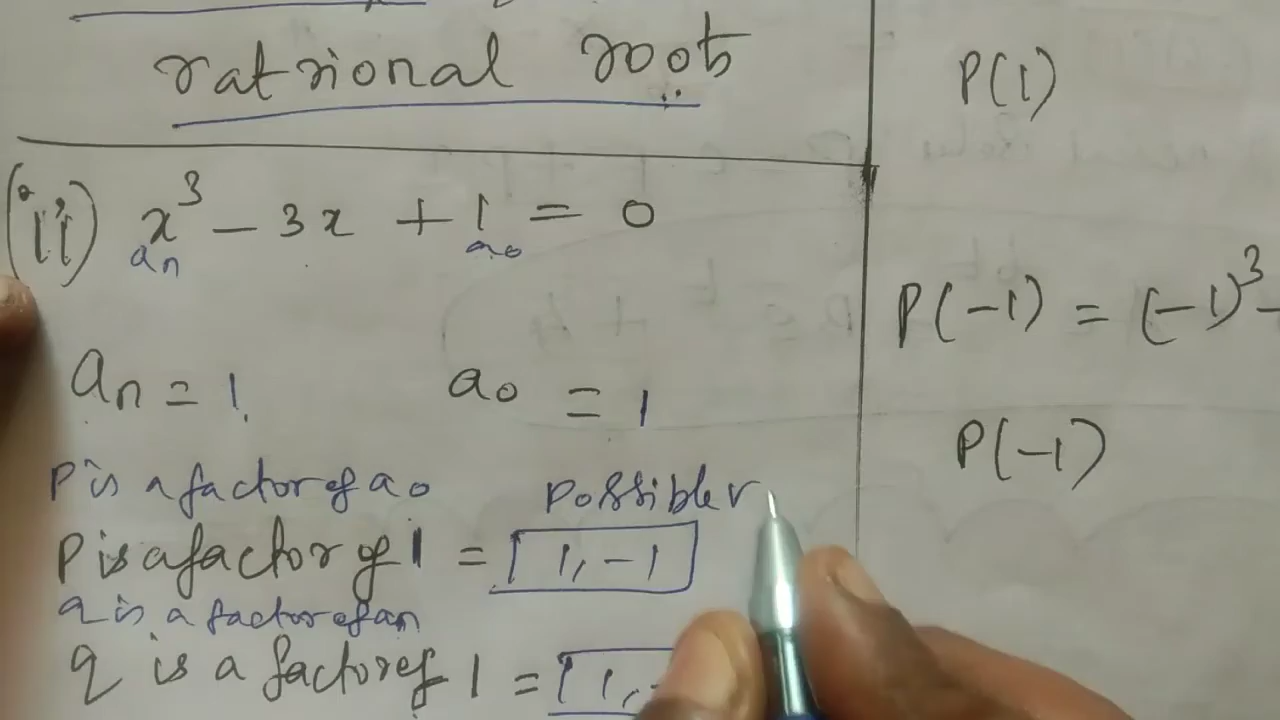 ratrional roots
(ii) x³ - 3x + 1 = 0
an a0
an = 1 a0 = 1
P is a factor of a0 possible r
P is a factor of 1 = 1, -1
q is a factor of an
q is a factor of 1 = 1, -
P(1)
P(-1) = (-1)³ -
P(-1)